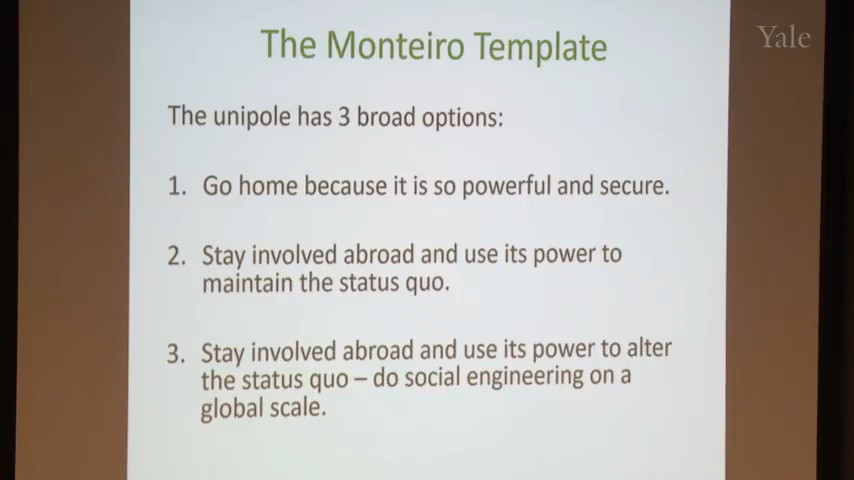 The Monteiro Template
Yale
The unipole has 3 broad options:
1. Go home because it is so powerful and secure.
2. Stay involved abroad and use its power to
maintain the status quo.
3. Stay involved abroad and use its power to alter
the status quo – do social engineering on a
global scale.